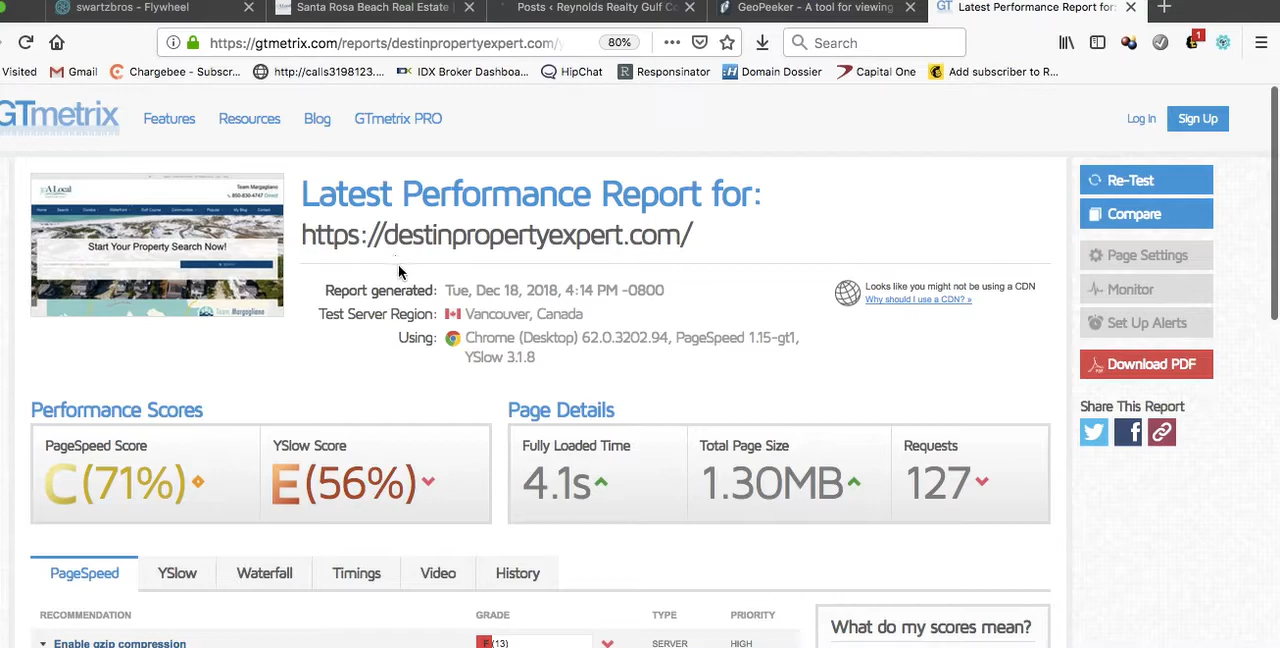 swartzbros - Flywheel
Santa Rosa Beach Real Estate |
Posts ‹ Reynolds Realty Gulf Co
GeoPeeker - A tool for viewing
GT Latest Performance Report for:
https://gtmetrix.com/reports/destinpropertyexpert.com/
80%
Search
Visited
Gmail
Chargebee - Subscr...
http://calls3198123....
IDX Broker Dashboa...
HipChat
Responsinator
Domain Dossier
Capital One
Add subscriber to R...
GTmetrix
Features
Resources
Blog
GTmetrix PRO
Log In
Sign Up
Team Margagliano
850-830-4747 Direct
Start Your Property Search Now!
Latest Performance Report for:
https://destinpropertyexpert.com/
Report generated: Tue, Dec 18, 2018, 4:14 PM -0800
Test Server Region: Vancouver, Canada
Using: Chrome (Desktop) 62.0.3202.94, PageSpeed 1.15-gt1,
YSlow 3.1.8
Looks like you might not be using a CDN
Why should I use a CDN? »
Re-Test
Compare
Page Settings
Monitor
Set Up Alerts
Download PDF
Share This Report
Performance Scores
PageSpeed Score
C(71%)
YSlow Score
E(56%)
Page Details
Fully Loaded Time
4.1s
Total Page Size
1.30MB
Requests
127
PageSpeed
YSlow
Waterfall
Timings
Video
History
RECOMMENDATION
GRADE
TYPE
PRIORITY
Enable gzip compression
F (13)
SERVER
HIGH
What do my scores mean?